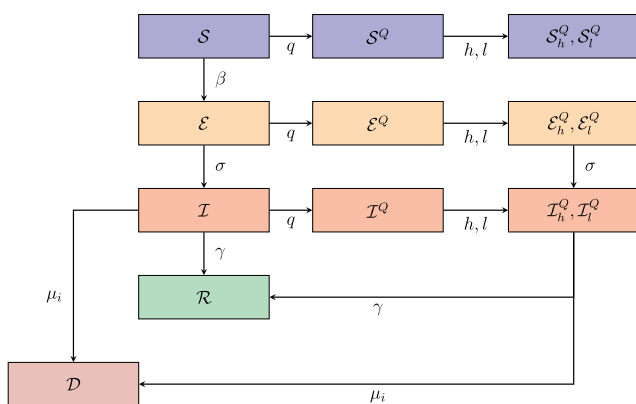 𝒮 q 𝒮^Q h, l 𝒮_h^Q, 𝒮_l^Q
β
ℰ q ℰ^Q h, l ℰ_h^Q, ℰ_l^Q
σ σ
ℐ q ℐ^Q h, l ℐ_h^Q, ℐ_l^Q
γ
μ_i ℛ γ
𝒟 μ_i